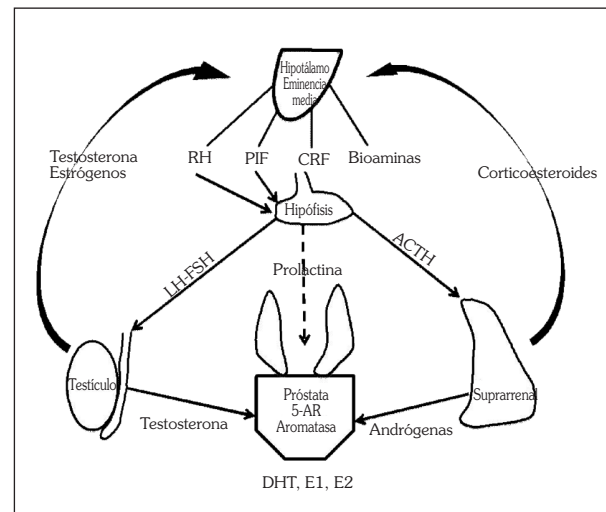 Hipotálamo
Eminencia
media
RH PIF CRF Bioaminas
Testosterona
Estrógenos
Corticoesteroides
Hipófisis
LH-FSH
Prolactina
ACTH
Testículo
Próstata
5-AR
Aromatasa
Suprarrenal
Testosterona
Andrógenas
DHT, E1, E2